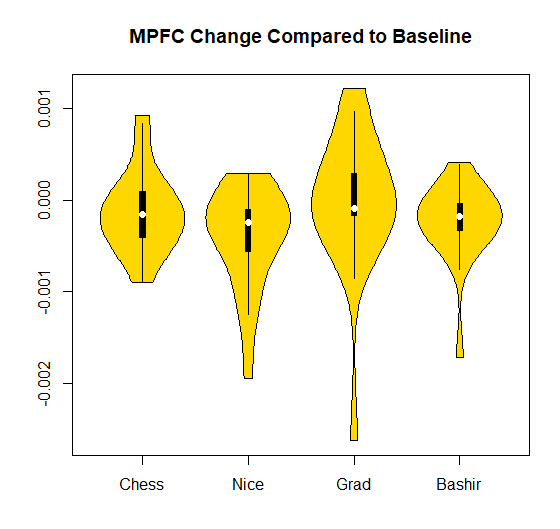 MPFC Change Compared to Baseline
0.001
0.000
-0.001
-0.002
Chess Nice Grad Bashir